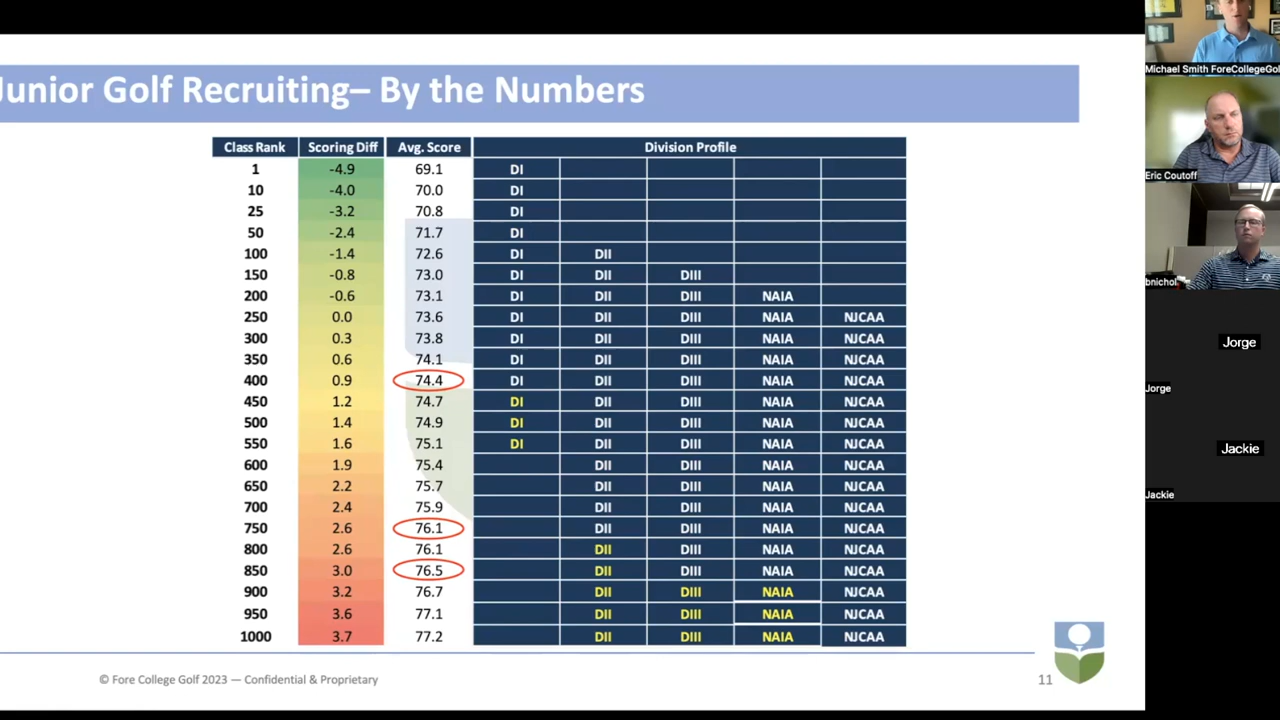 Junior Golf Recruiting– By the Numbers
Class Rank Scoring Diff Avg. Score Division Profile
1 -4.9 69.1 DI
10 -4.0 70.0 DI
25 -3.2 70.8 DI
50 -2.4 71.7 DI
100 -1.4 72.6 DI DII
150 -0.8 73.0 DI DII DIII
200 -0.6 73.1 DI DII DIII NAIA
250 0.0 73.6 DI DII DIII NAIA NJCAA
300 0.3 73.8 DI DII DIII NAIA NJCAA
350 0.6 74.1 DI DII DIII NAIA NJCAA
400 0.9 74.4 DI DII DIII NAIA NJCAA
450 1.2 74.7 DI DII DIII NAIA NJCAA
500 1.4 74.9 DI DII DIII NAIA NJCAA
550 1.6 75.1 DI DII DIII NAIA NJCAA
600 1.9 75.4 DII DIII NAIA NJCAA
650 2.2 75.7 DII DIII NAIA NJCAA
700 2.4 75.9 DII DIII NAIA NJCAA
750 2.6 76.1 DII DIII NAIA NJCAA
800 2.6 76.1 DII DIII NAIA NJCAA
850 3.0 76.5 DII DIII NAIA NJCAA
900 3.2 76.7 DII DIII NAIA NJCAA
950 3.6 77.1 DII DIII NAIA NJCAA
1000 3.7 77.2 DII DIII NAIA NJCAA
© Fore College Golf 2023 — Confidential & Proprietary
11
Michael Smith ForeCollegeGol
Eric Coutoff
bnichol
Jorge
Jorge
Jackie
Jackie